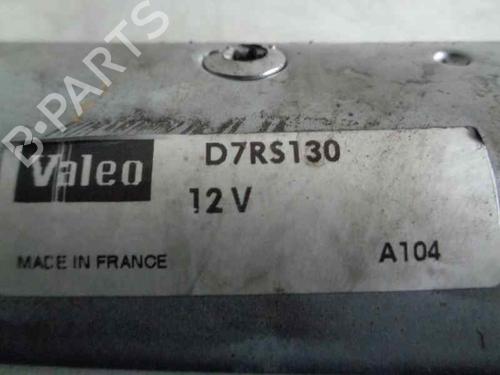 B-PARTS
Valeo
D7RS130
12 V
MADE IN FRANCE
A104